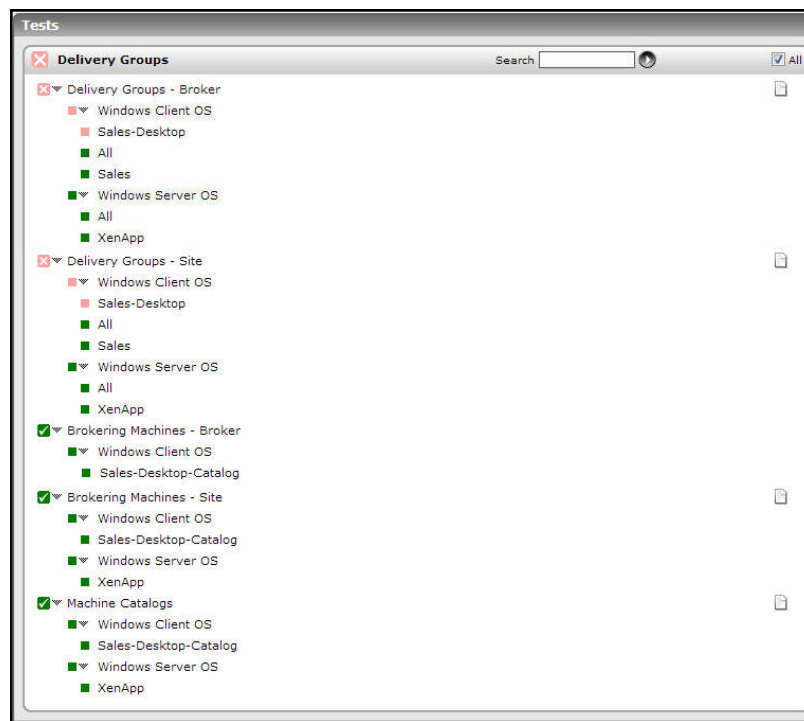 Tests
Delivery Groups Search All
Delivery Groups - Broker
Windows Client OS
Sales-Desktop
All
Sales
Windows Server OS
All
XenApp
Delivery Groups - Site
Windows Client OS
Sales-Desktop
All
Sales
Windows Server OS
All
XenApp
Brokering Machines - Broker
Windows Client OS
Sales-Desktop-Catalog
Brokering Machines - Site
Windows Client OS
Sales-Desktop-Catalog
Windows Server OS
XenApp
Machine Catalogs
Windows Client OS
Sales-Desktop-Catalog
Windows Server OS
XenApp